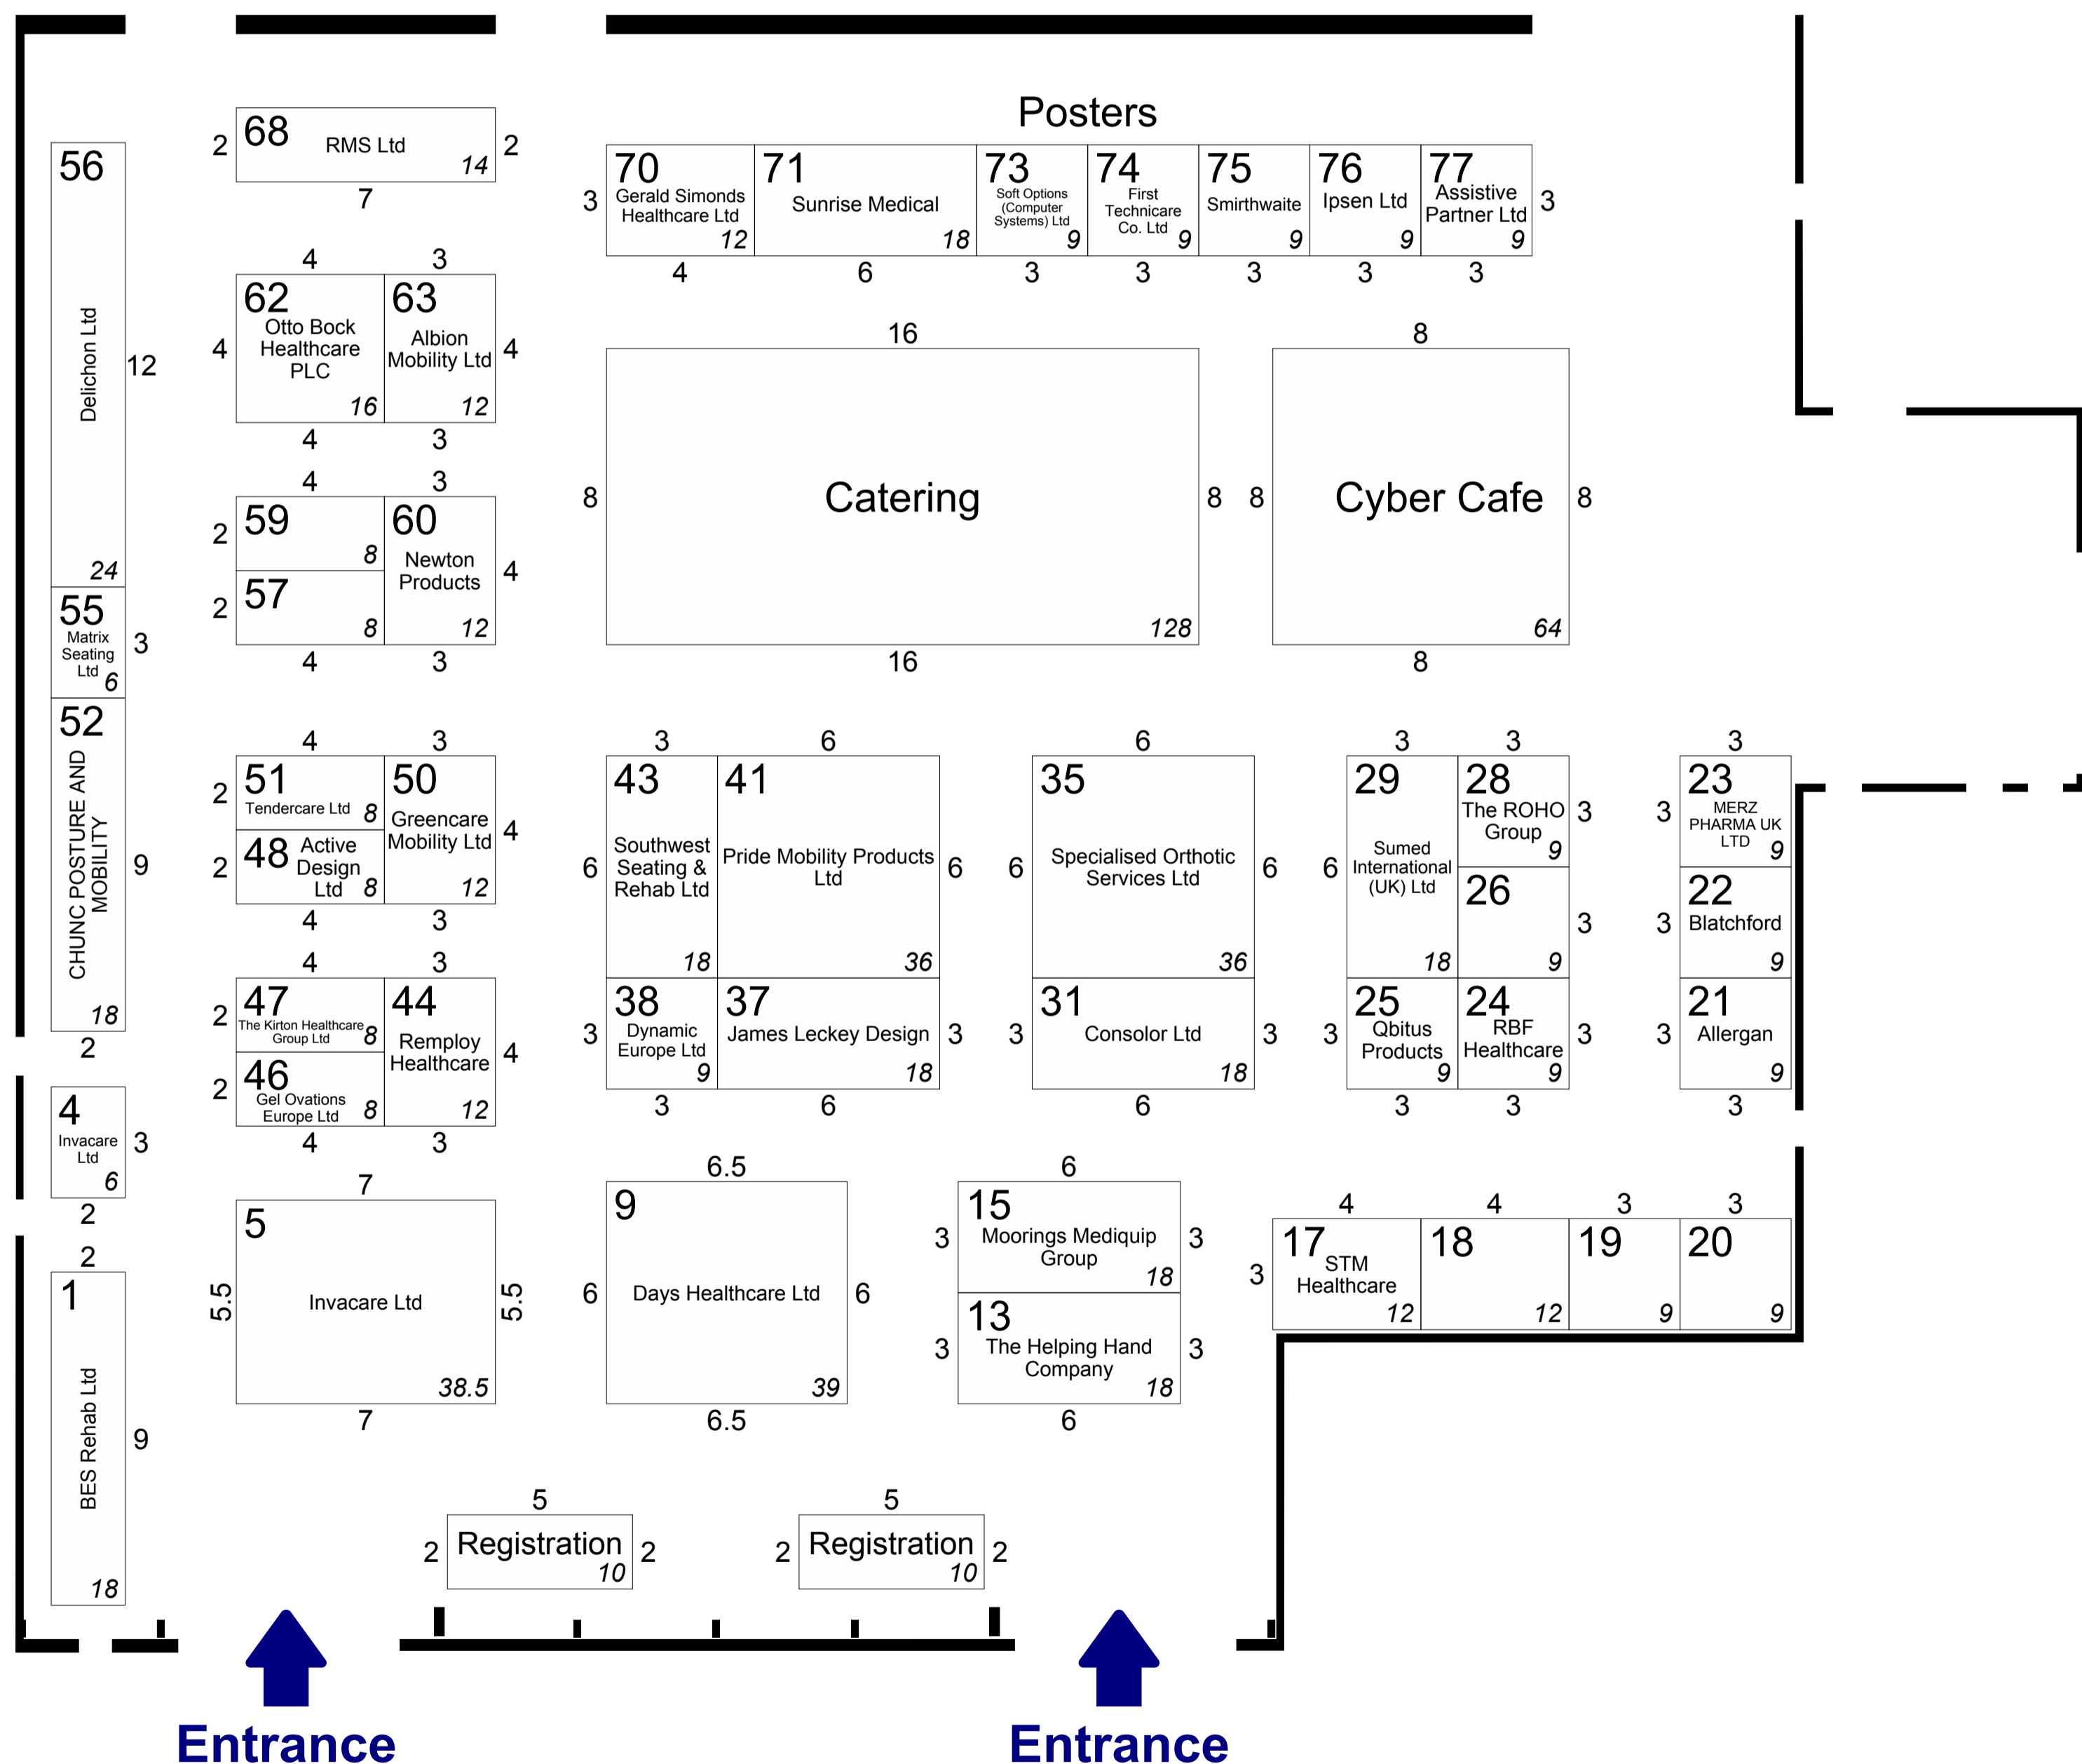 Posters
68
RMS Ltd
14
2
2
7
56
Delichon Ltd
24
12
70
Gerald Simonds
Healthcare Ltd
12
71
Sunrise Medical
18
73
Soft Options
(Computer
Systems) Ltd
9
74
First
Technicare
Co. Ltd
9
75
Smirthwaite
9
76
Ipsen Ltd
9
77
Assistive
Partner Ltd
9
3
3
4
6
3
3
3
3
3
4
3
62
Otto Bock
Healthcare
PLC
16
63
Albion
Mobility Ltd
12
4
4
4
3
16
8
Catering
128
8
8
16
8
Cyber Cafe
64
8
8
8
4
3
59
8
57
8
60
Newton
Products
12
2
2
4
4
3
55
Matrix
Seating
Ltd
6
3
52
CHUNC POSTURE AND
MOBILITY
18
9
2
4
3
51
Tendercare Ltd
8
48
Active
Design
Ltd
8
50
Greencare
Mobility Ltd
12
2
2
4
4
3
3
6
43
Southwest
Seating &
Rehab Ltd
18
41
Pride Mobility Products
Ltd
36
6
6
38
Dynamic
Europe Ltd
9
37
James Leckey Design
18
3
3
3
6
6
35
Specialised Orthotic
Services Ltd
36
6
6
31
Consolor Ltd
18
3
3
6
3
3
29
Sumed
International
(UK) Ltd
18
28
The ROHO
Group
9
26
9
6
3
3
25
Qbitus
Products
9
24
RBF
Healthcare
9
3
3
3
3
3
23
MERZ
PHARMA UK
LTD
9
22
Blatchford
9
21
Allergan
9
3
3
3
3
4
3
47
The Kirton Healthcare
Group Ltd
8
46
Gel Ovations
Europe Ltd
8
44
Remploy
Healthcare
12
2
2
4
4
3
4
Invacare
Ltd
6
3
2
2
1
BES Rehab Ltd
18
9
7
5
Invacare Ltd
38.5
5.5
5.5
7
6.5
9
Days Healthcare Ltd
39
6
6
6.5
6
15
Moorings Mediquip
Group
18
13
The Helping Hand
Company
18
3
3
3
3
6
4
4
3
3
17
STM
Healthcare
12
18
12
19
9
20
9
3
5
2
Registration
10
2
5
2
Registration
10
2
Entrance
Entrance